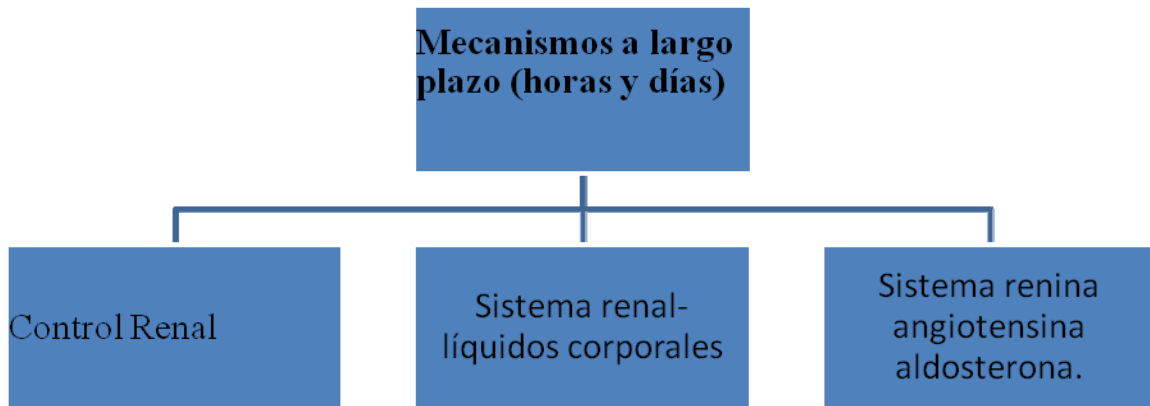 Mecanismos a largo
plazo (horas y días)
Control Renal
Sistema renal-
líquidos corporales
Sistema renina
angiotensina
aldosterona.